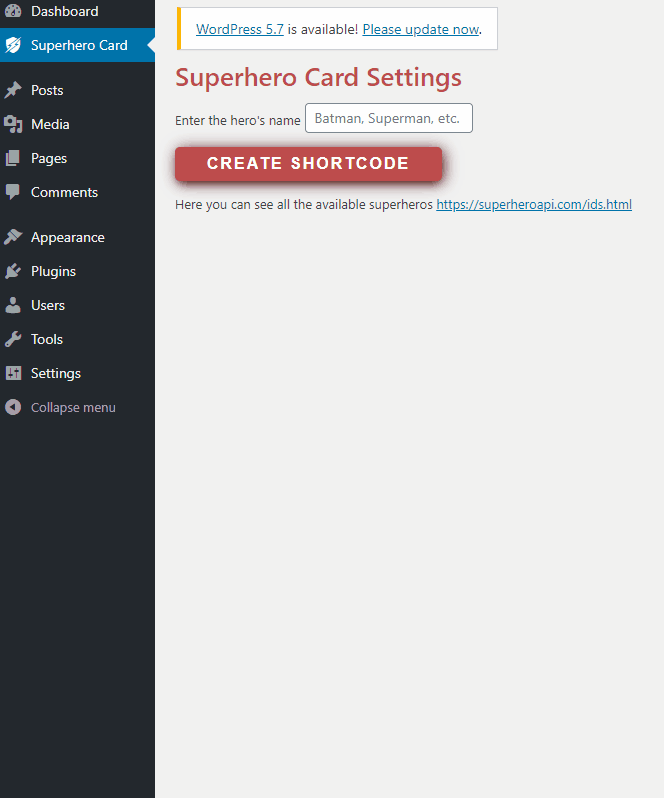 Dashboard
Superhero Card
Posts
Media
Pages
Comments
Appearance
Plugins
Users
Tools
Settings
Collapse menu
WordPress 5.7 is available! Please update now.
Superhero Card Settings
Enter the hero's name Batman, Superman, etc.
CREATE SHORTCODE
Here you can see all the available superheros https://superheroapi.com/ids.html